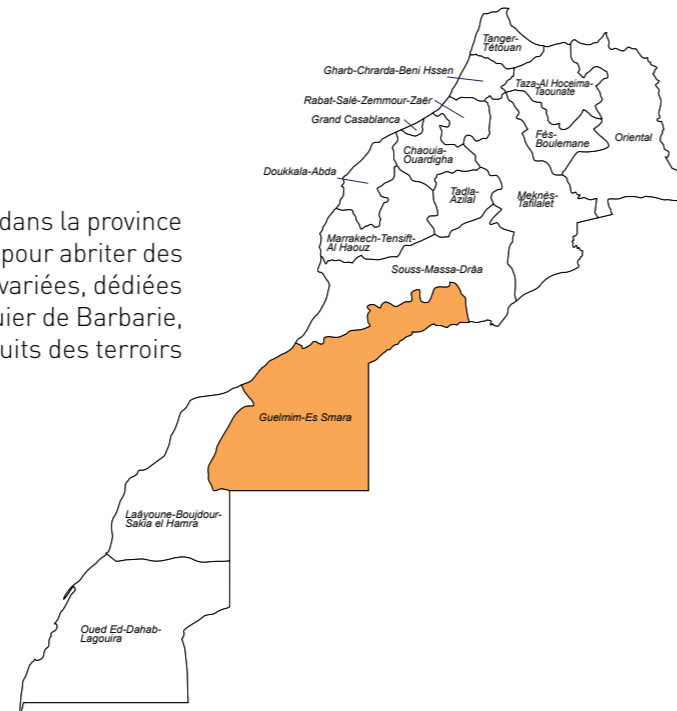 Tanger-
Tétouan
Gharb-Chrarda-Beni Hssen
Taza-Al Hoceima-
Taounate
Rabat-Salé-Zemmour-Zaër
Grand Casablanca
Fés-
Boulemane
Oriental
Chaouia-
Ouardigha
Doukkala-Abda
Tadla-
Azilal
Meknès-
Tafilalet
dans la province
pour abriter des
variées, dédiées
uier de Barbarie,
uits des terroirs
Marrakech-Tensift-
Al Haouz
Souss-Massa-Drâa
Guelmim-Es Smara
Laâyoune-Boujdour-
Sakia el Hamra
Oued Ed-Dahab-
Lagouira